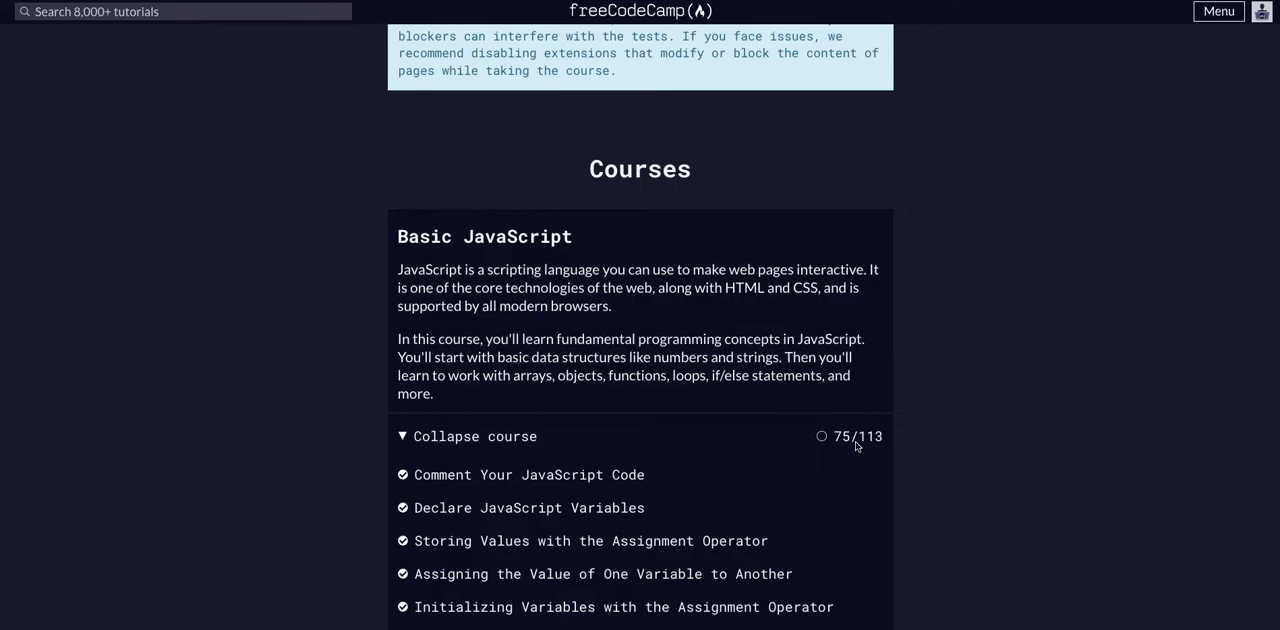 Search 8,000+ tutorials
freeCodeCamp
Menu
blockers can interfere with the tests. If you face issues, we
recommend disabling extensions that modify or block the content of
pages while taking the course.
Courses
Basic JavaScript
JavaScript is a scripting language you can use to make web pages interactive. It
is one of the core technologies of the web, along with HTML and CSS, and is
supported by all modern browsers.
In this course, you'll learn fundamental programming concepts in JavaScript.
You'll start with basic data structures like numbers and strings. Then you'll
learn to work with arrays, objects, functions, loops, if/else statements, and
more.
Collapse course 75/113
Comment Your JavaScript Code
Declare JavaScript Variables
Storing Values with the Assignment Operator
Assigning the Value of One Variable to Another
Initializing Variables with the Assignment Operator